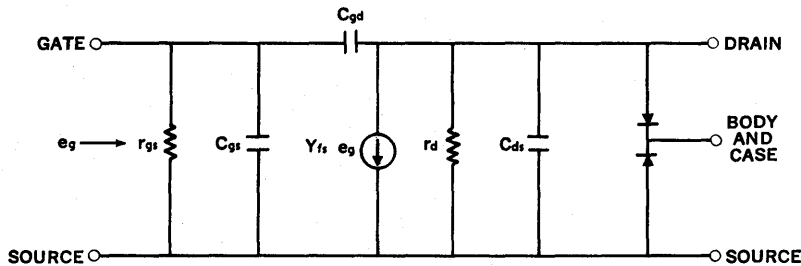 Cgd
GATE
DRAIN
eg
rgs
Cgs
Yfs eg
rd
Cds
BODY
AND
CASE
SOURCE
SOURCE